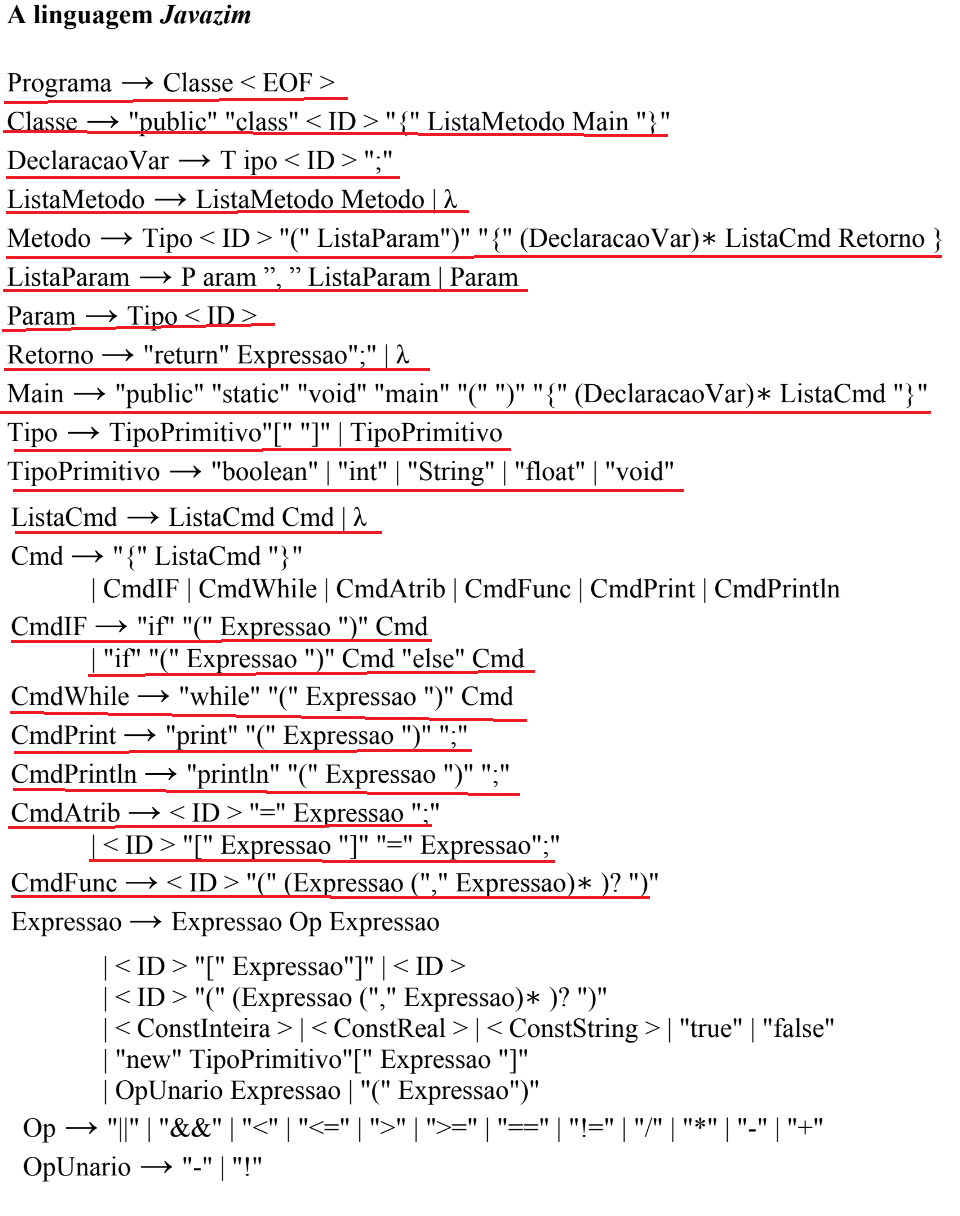 A linguagem Javazim
Programa → Classe < EOF >
Classe → "public" "class" < ID > "{" ListaMetodo Main "}"
DeclaracaoVar → T ipo < ID > ";"
ListaMetodo → ListaMetodo Metodo | λ
Metodo → Tipo < ID > "(" ListaParam")" "{" (DeclaracaoVar)∗ ListaCmd Retorno }
ListaParam → P aram ”, ” ListaParam | Param
Param → Tipo < ID >
Retorno → "return" Expressao";" | λ
Main → "public" "static" "void" "main" "(" ")" "{" (DeclaracaoVar)∗ ListaCmd "}"
Tipo → TipoPrimitivo"[" "]" | TipoPrimitivo
TipoPrimitivo → "boolean" | "int" | "String" | "float" | "void"
ListaCmd → ListaCmd Cmd | λ
Cmd → "{" ListaCmd "}"
| CmdIF | CmdWhile | CmdAtrib | CmdFunc | CmdPrint | CmdPrintln
CmdIF → "if" "(" Expressao ")" Cmd
| "if" "(" Expressao ")" Cmd "else" Cmd
CmdWhile → "while" "(" Expressao ")" Cmd
CmdPrint → "print" "(" Expressao ")" ";"
CmdPrintln → "println" "(" Expressao ")" ";"
CmdAtrib → < ID > "=" Expressao ";"
| < ID > "[" Expressao "]" "=" Expressao";"
CmdFunc → < ID > "(" (Expressao ("," Expressao)∗ )? ")"
Expressao → Expressao Op Expressao
| < ID > "[" Expressao"]" | < ID >
| < ID > "(" (Expressao ("," Expressao)∗ )? ")"
| < ConstInteira > | < ConstReal > | < ConstString > | "true" | "false"
| "new" TipoPrimitivo"[" Expressao "]"
| OpUnario Expressao | "(" Expressao")"
Op → "||" | "&&" | "<" | "<=" | ">" | ">=" | "==" | "!=" | "/" | "*" | "-" | "+"
OpUnario → "-" | "!"